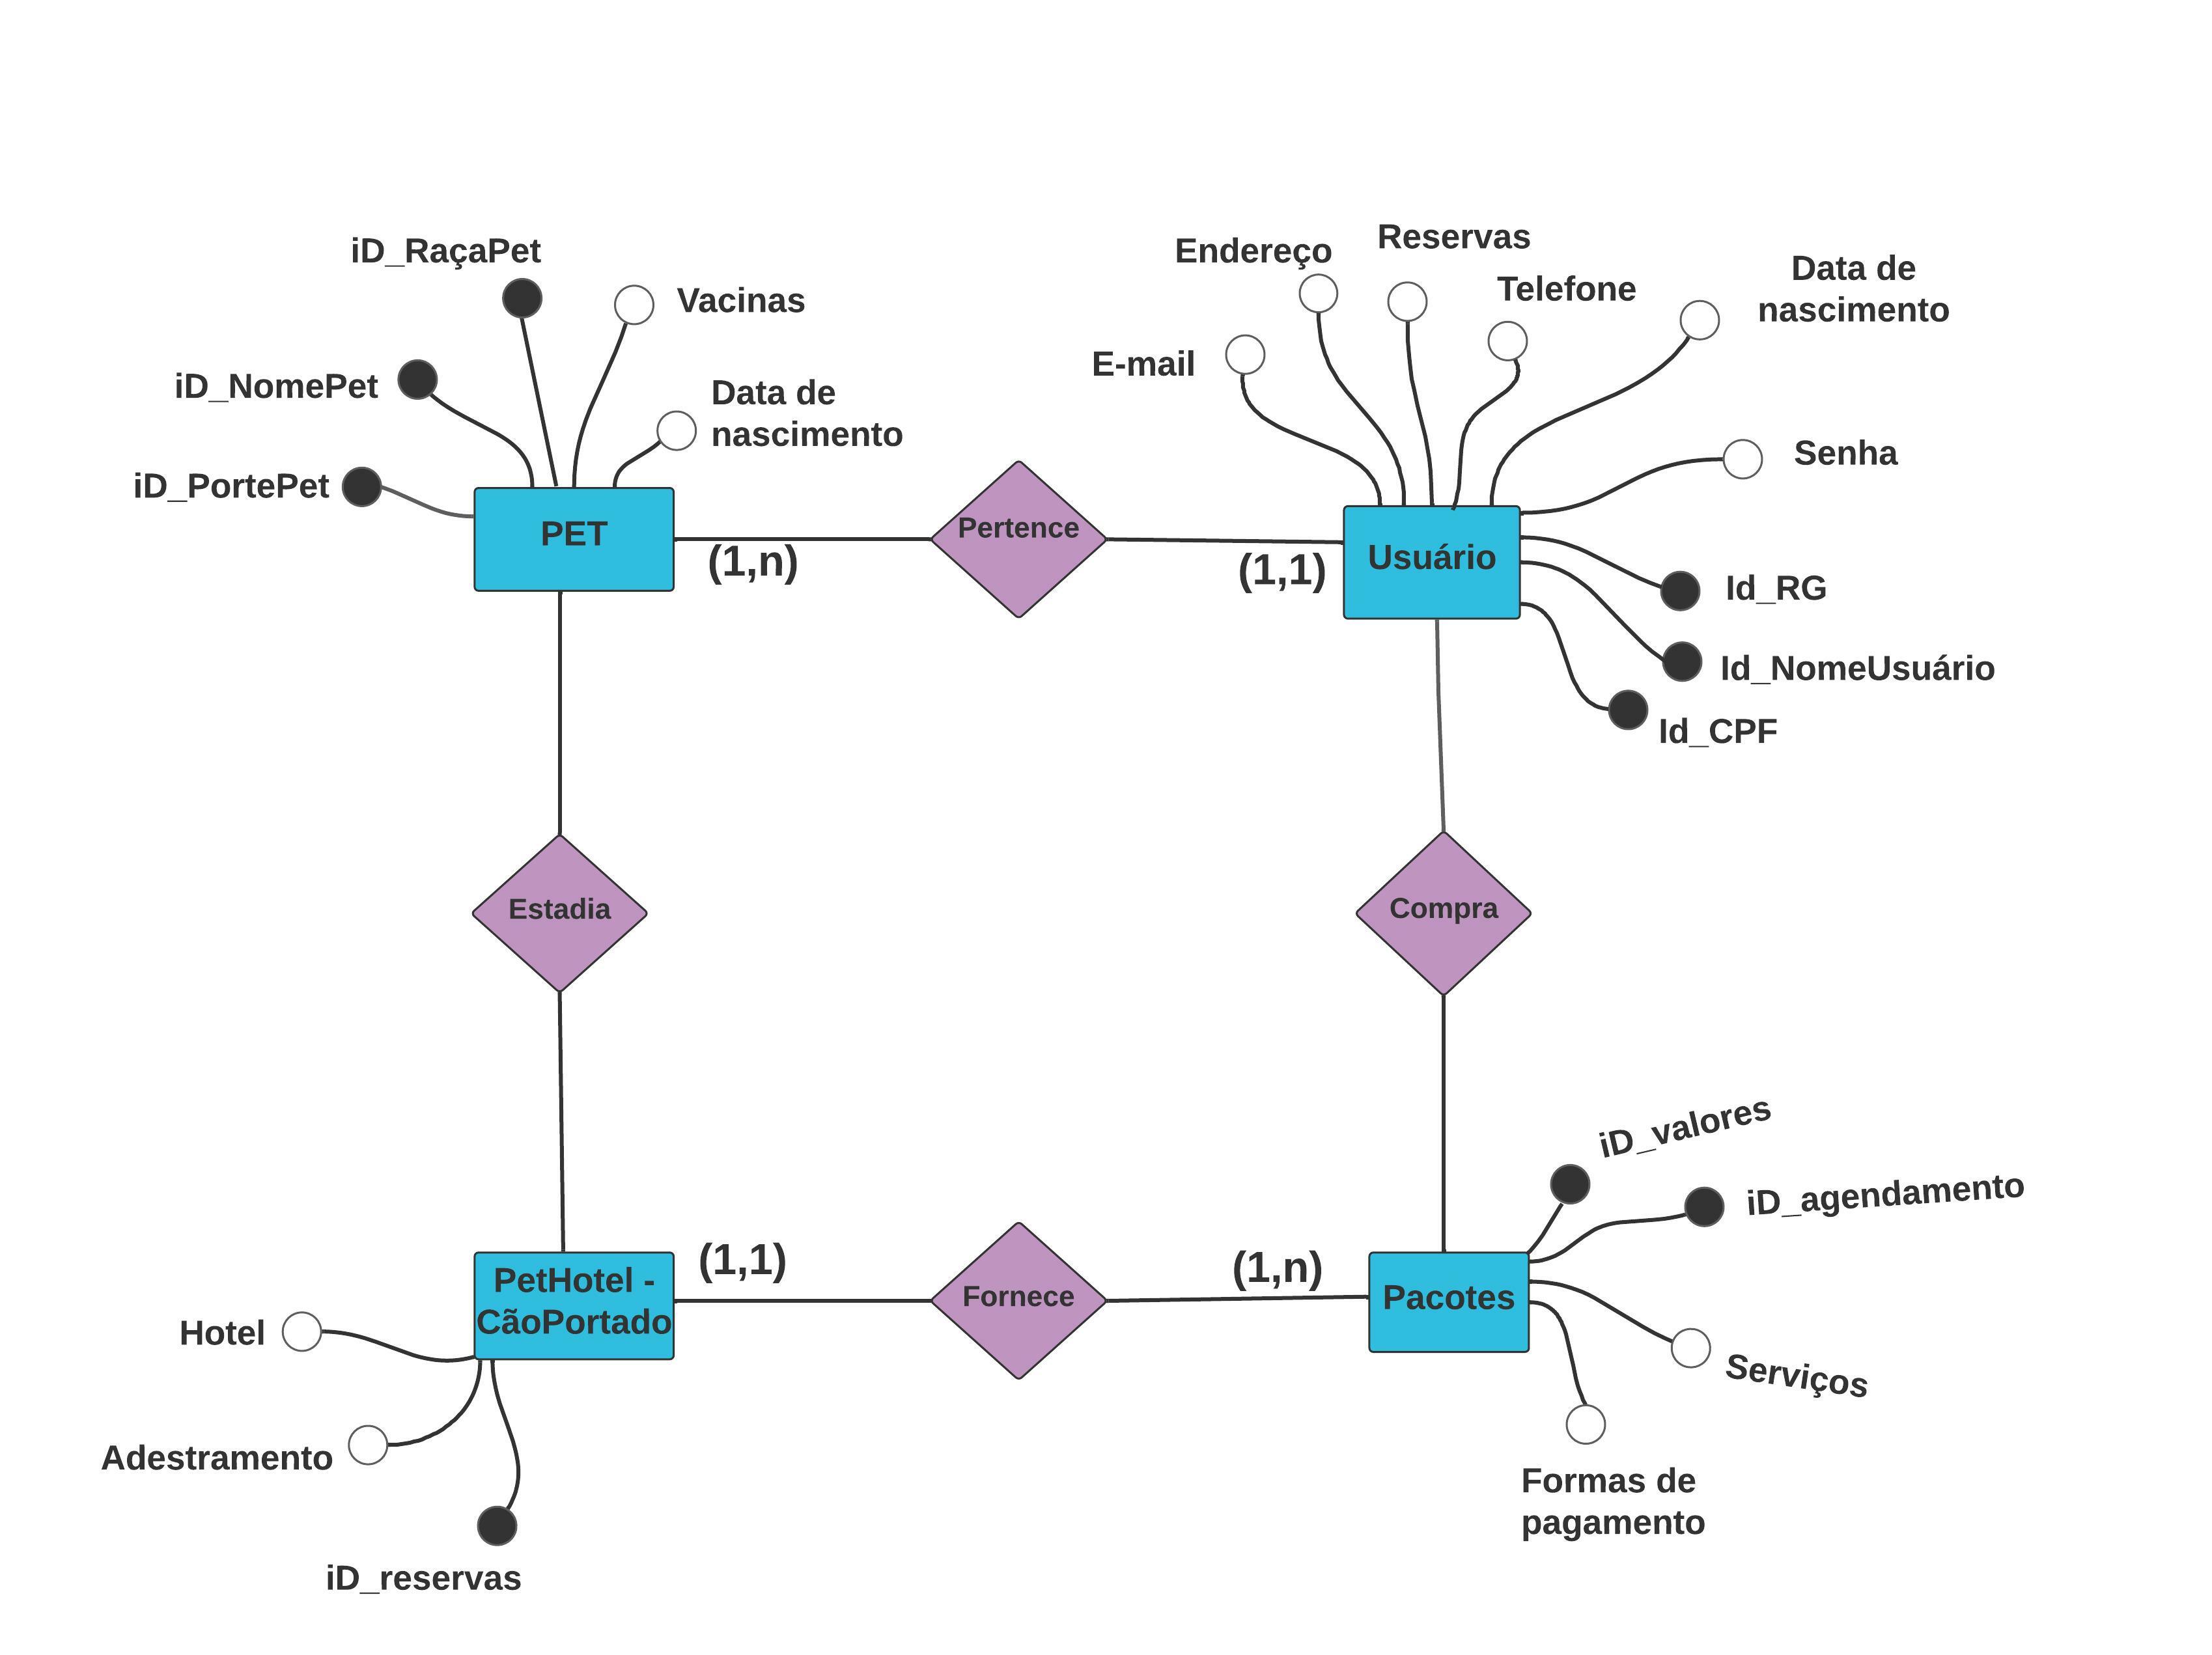 Reservas
iD_RaçaPet
Endereço
Data de
nascimento
Vacinas
Telefone
E-mail
iD_NomePet
Data de
nascimento
Senha
iD_PortePet
PET
Pertence
Usuário
(1,n)
(1,1)
Id_RG
Id_NomeUsuário
Id_CPF
Estadia
Compra
iD_valores
iD_agendamento
(1,1)
(1,n)
PetHotel -
CãoPortado
Fornece
Pacotes
Hotel
Serviços
Adestramento
Formas de
pagamento
iD_reservas